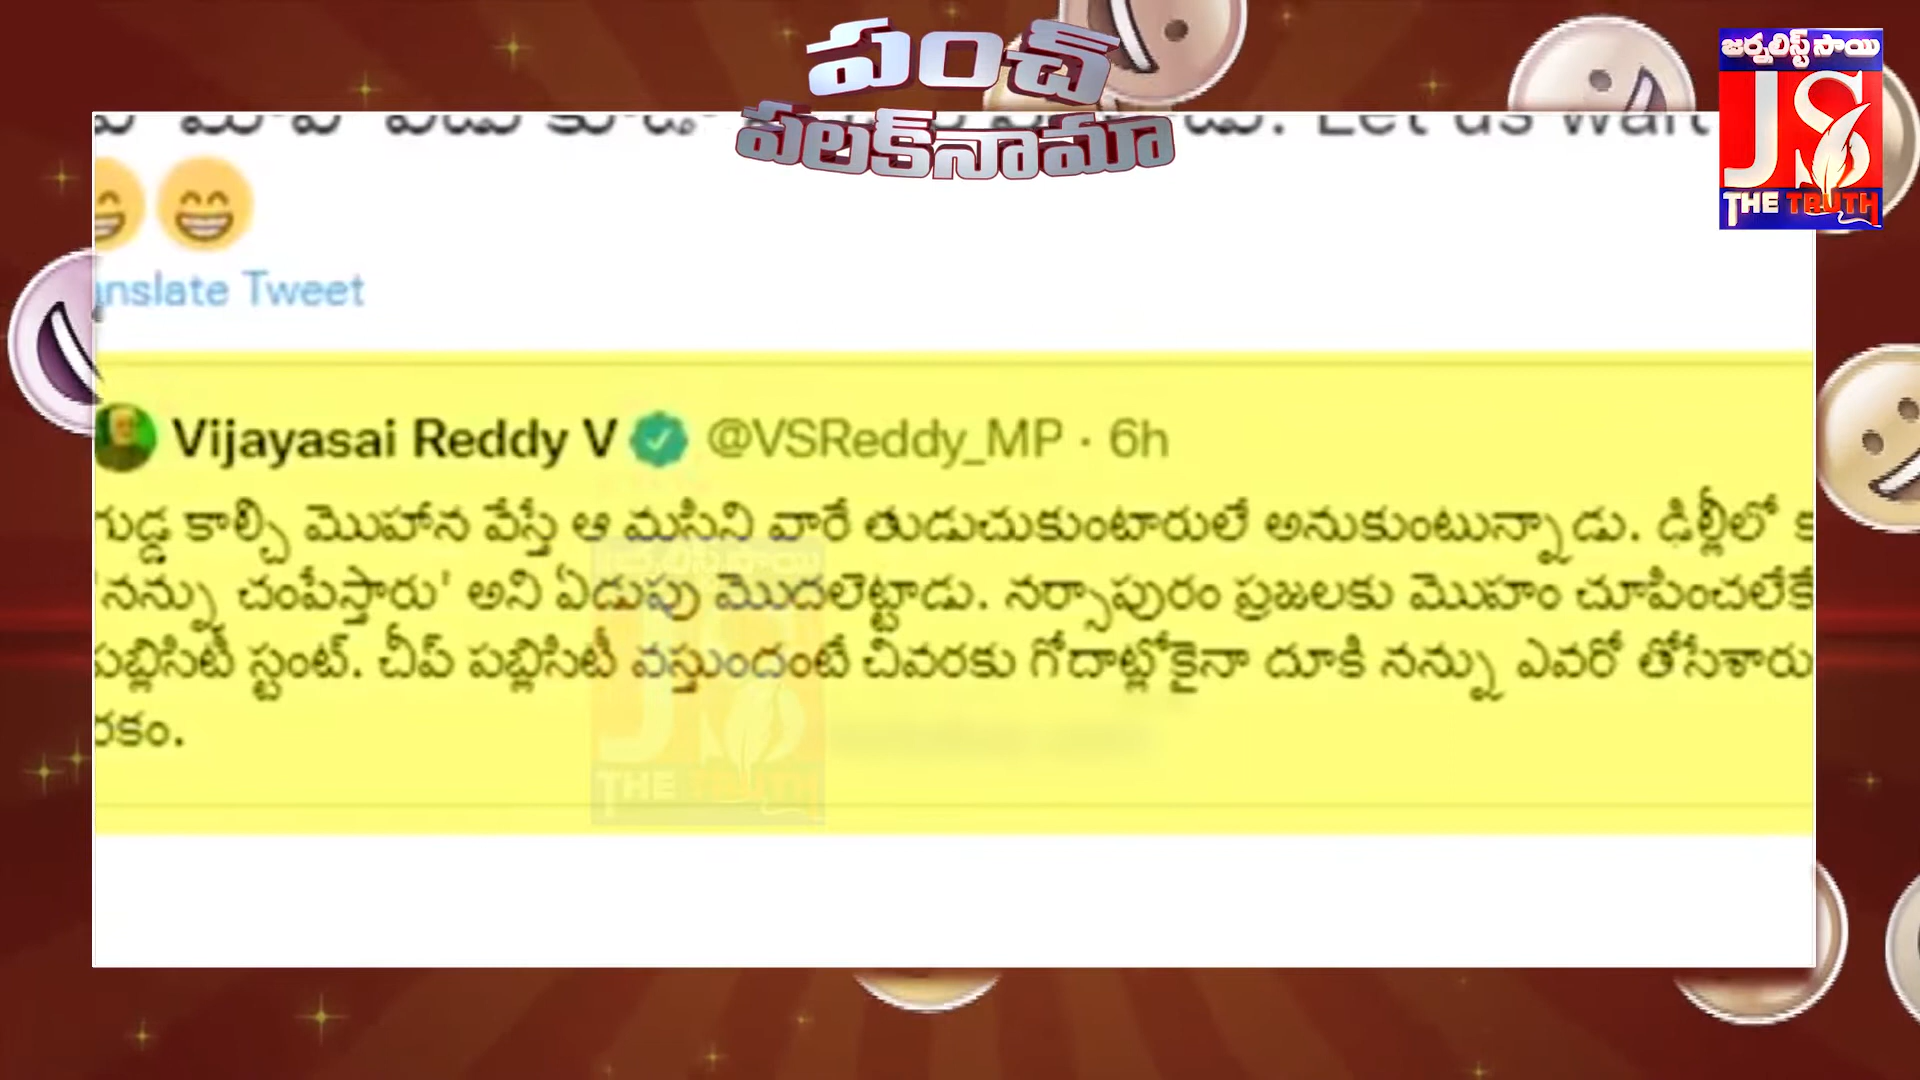 పంచ్
పలక్‌నామా
జర్నలిస్ట్ సాయి
JS
THE TRUTH
Let us wait
anslate Tweet
Vijayasai Reddy V @VSReddy_MP · 6h
గుడ్డ కాల్చి మొహాన వేస్తే ఆ మసిని వారే తుడుచుకుంటారులే అనుకుంటున్నాడు. ఢిల్లీలో
'నన్ను చంపేస్తారు' అని ఏడుపు మొదలెట్టాడు. నర్సాపురం ప్రజలకు మొహం చూపించలేకే
పబ్లిసిటీ స్టంట్. చీప్ పబ్లిసిటీ వస్తుందంటే చివరకు గోదాట్లోకైనా దూకి నన్ను ఎవరో తోసేశారు
రకం.